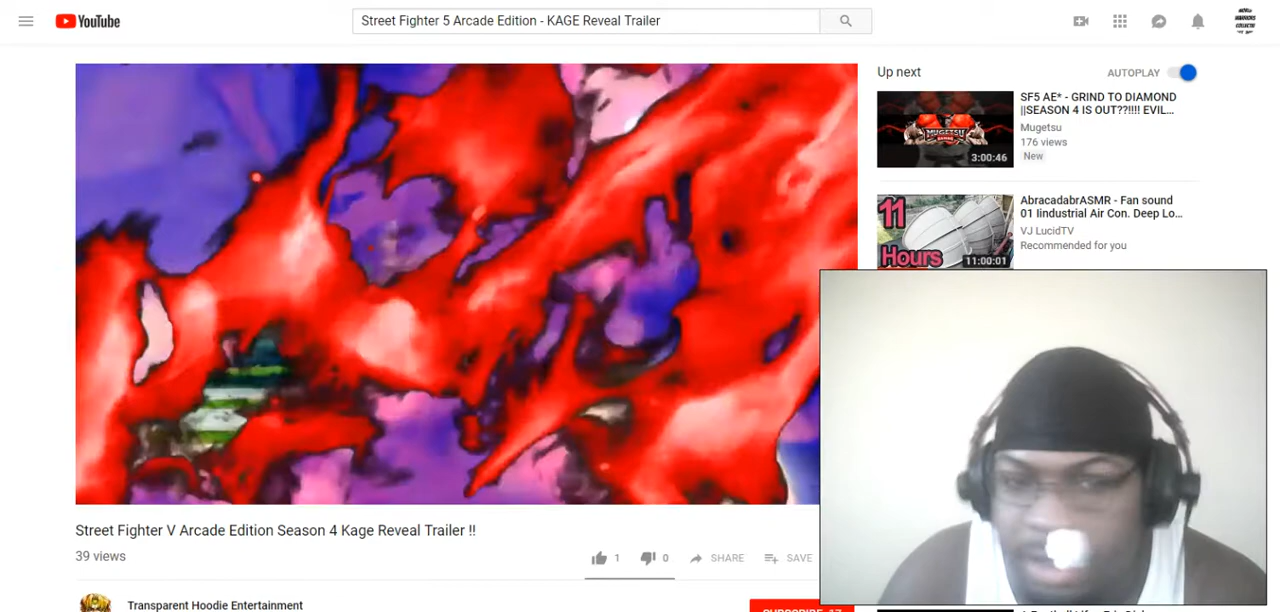 YouTube
Street Fighter 5 Arcade Edition - KAGE Reveal Trailer
Up next
AUTOPLAY
SF5 AE* - GRIND TO DIAMOND
||SEASON 4 IS OUT??!!!! EVIL...
Mugetsu
176 views
New
MUGETSU
3:00:46
AbracadabrASMR - Fan sound
01 Iindustrial Air Con. Deep Lo...
VJ LucidTV
Recommended for you
11
Hours
11:00:01
Street Fighter V Arcade Edition Season 4 Kage Reveal Trailer !!
39 views
1
0
SHARE
SAVE
Transparent Hoodie Entertainment
SUBSCRIBE 17